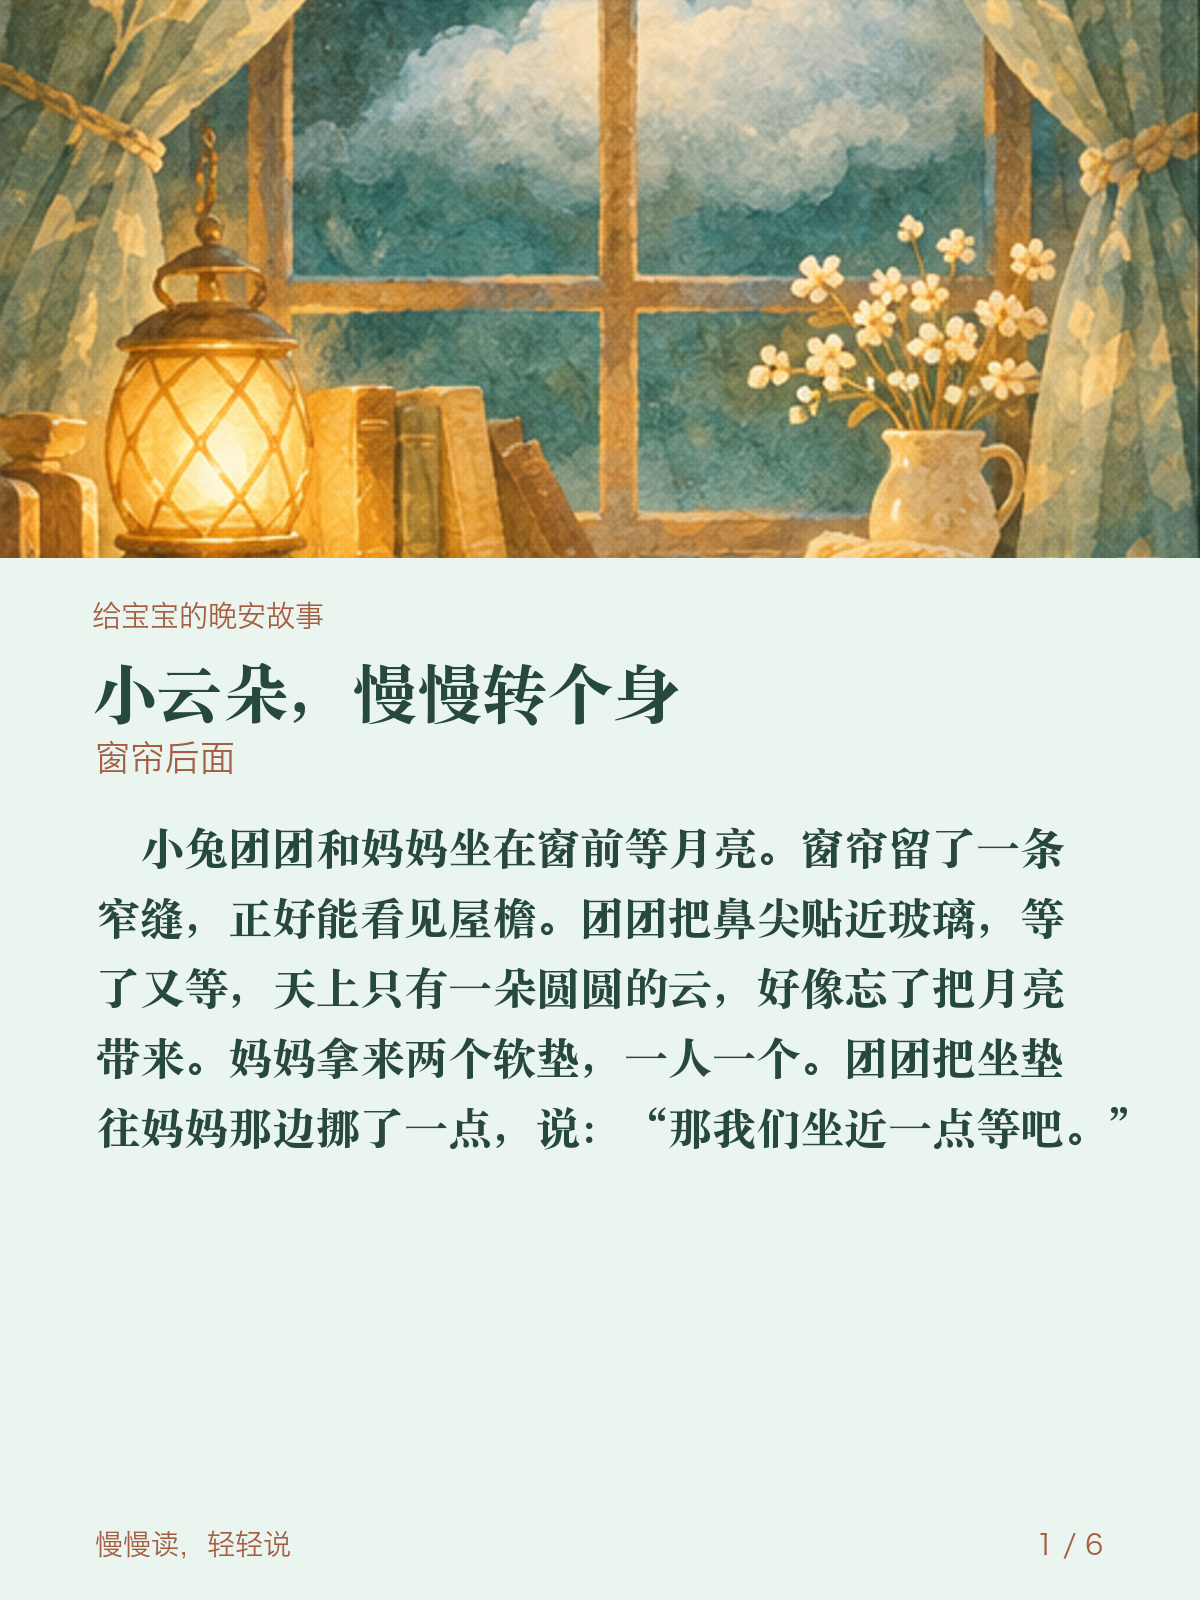 给宝宝的晚安故事
小云朵，慢慢转个身
窗帘后面
小兔团团和妈妈坐在窗前等月亮。窗帘留了一条
窄缝，正好能看见屋檐。团团把鼻尖贴近玻璃，等
了又等，天上只有一朵圆圆的云，好像忘了把月亮
带来。妈妈拿来两个软垫，一人一个。团团把坐垫
往妈妈那边挪了一点，说：“那我们坐近一点等吧。”
慢慢读，轻轻说
1 / 6